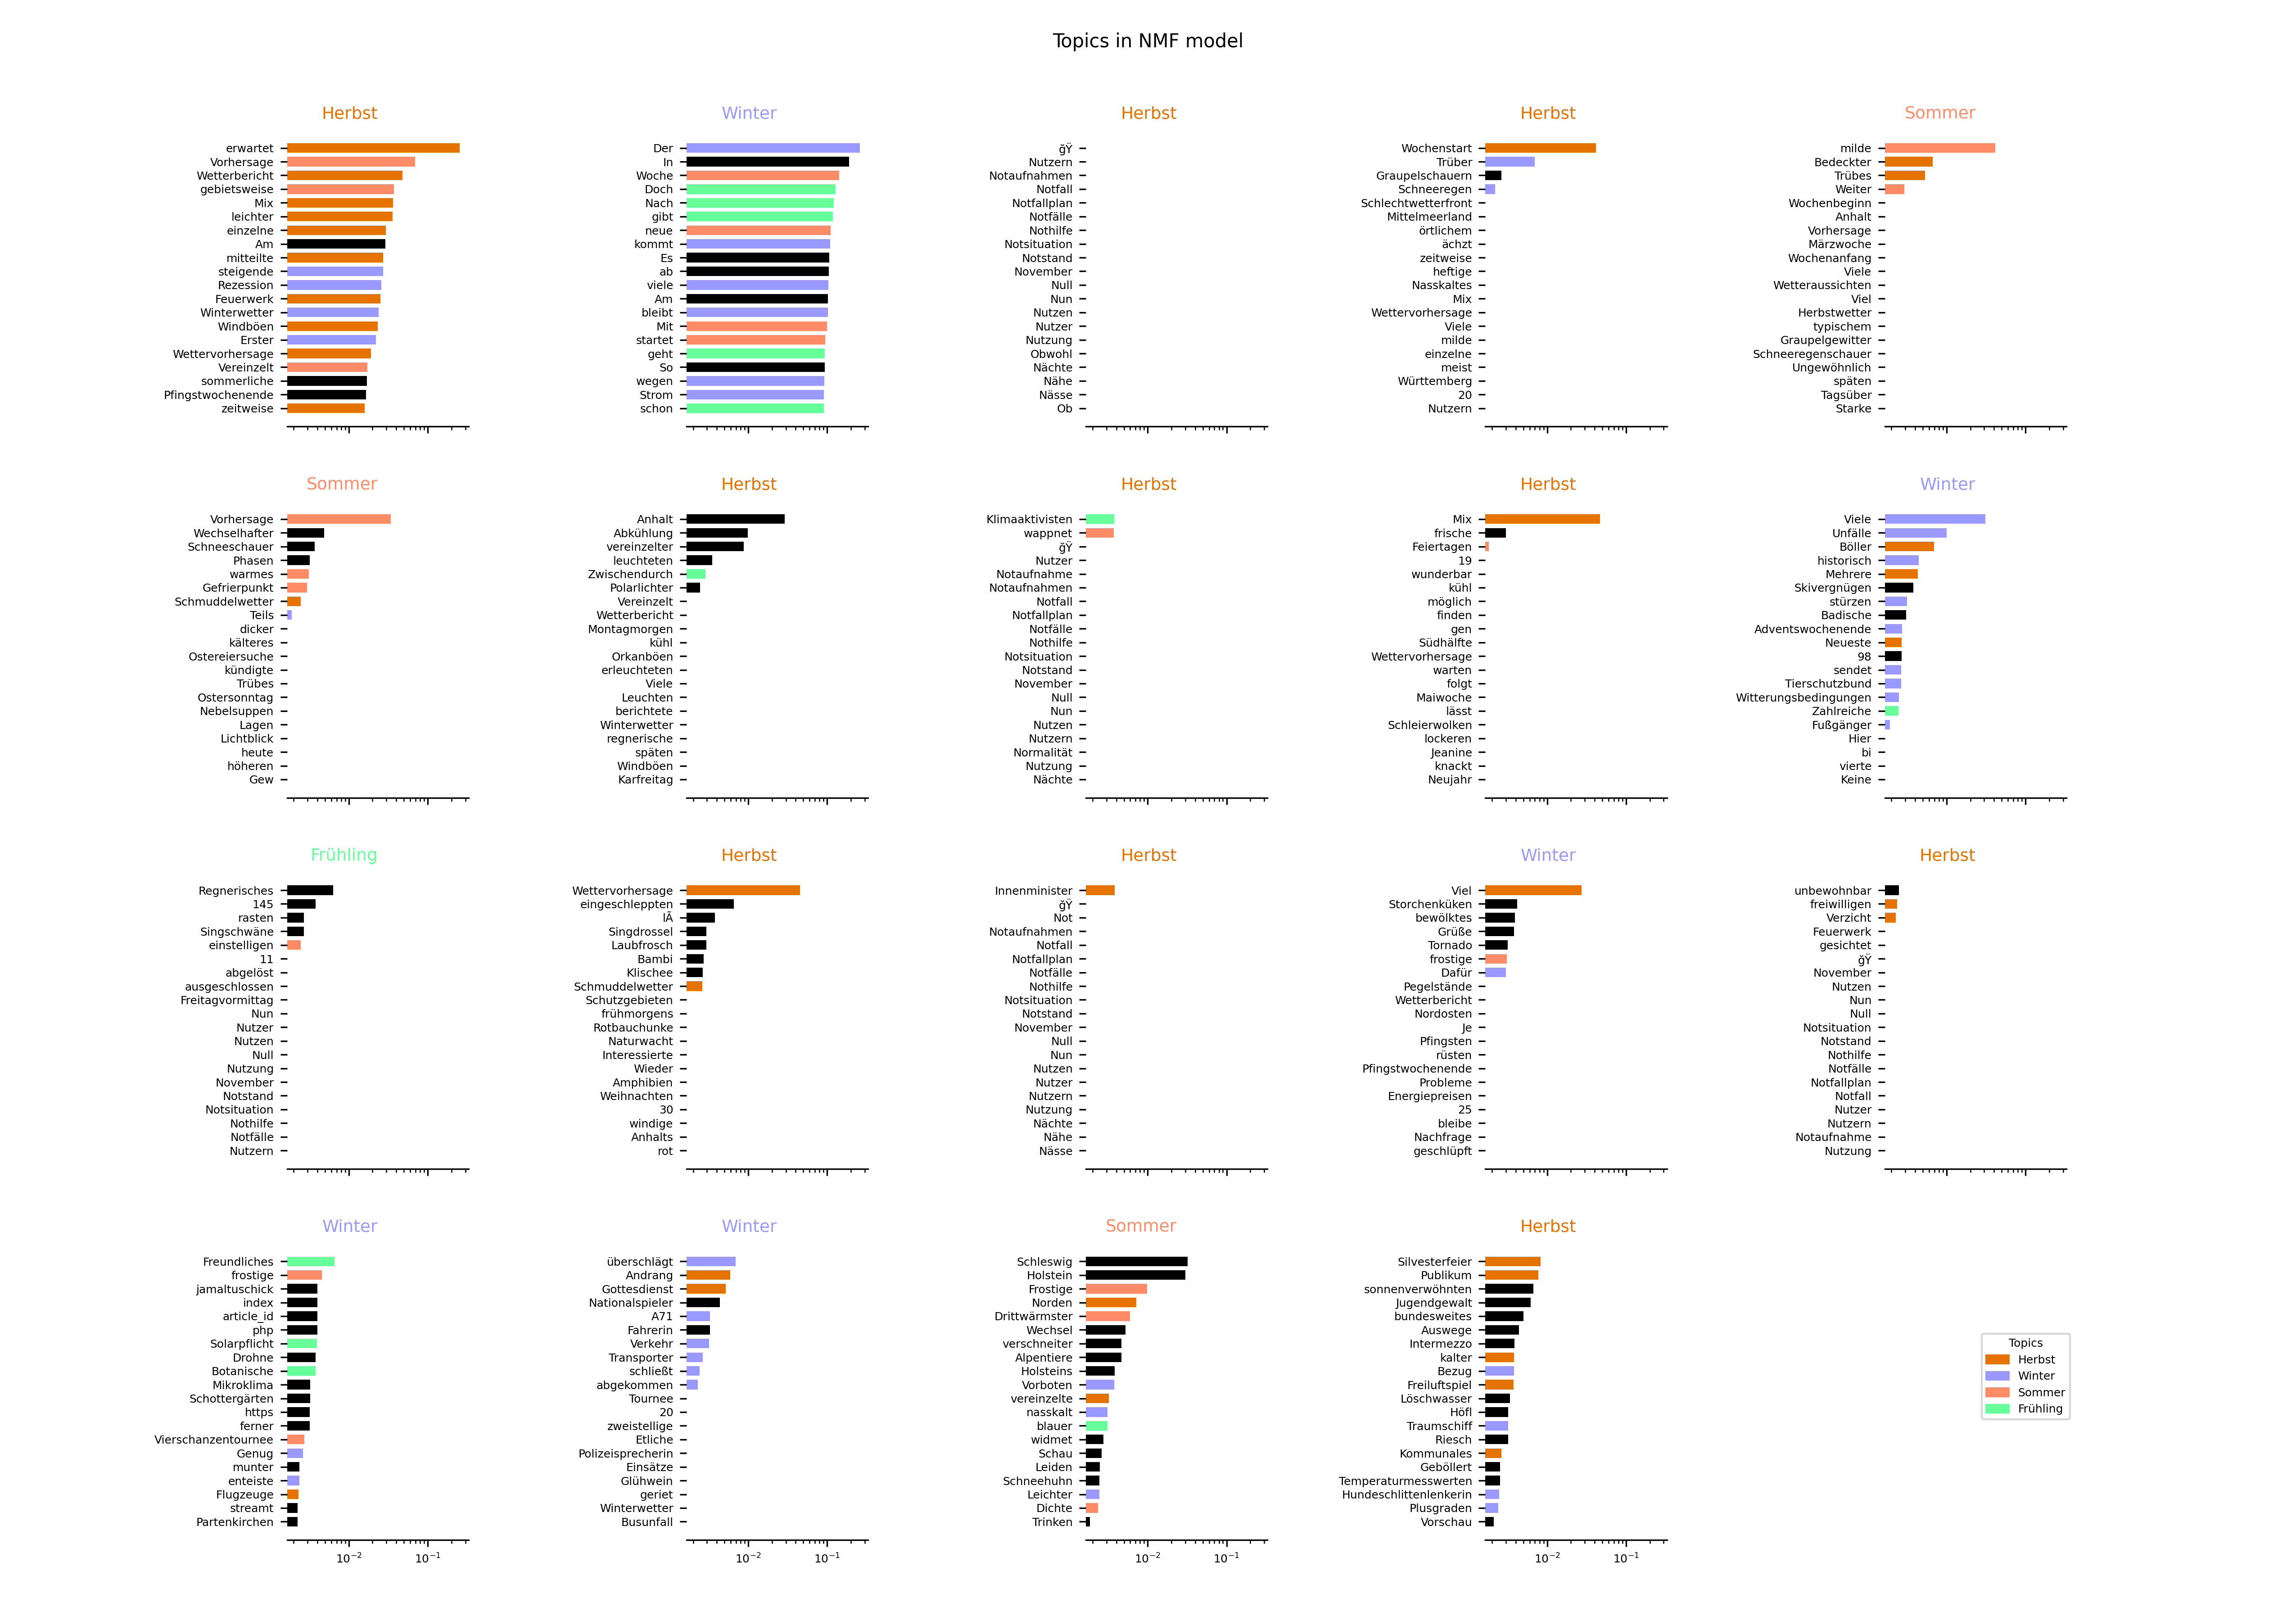 Topics in NMF model
Herbst
erwartet
Vorhersage
Wetterbericht
gebietsweise
Mix
leichter
einzelne
Am
mitteilte
steigende
Rezession
Feuerwerk
Winterwetter
Windböen
Erster
Wettervorhersage
Vereinzelt
sommerliche
Pfingstwochenende
zeitweise
Winter
Der
In
Woche
Doch
Nach
gibt
neue
kommt
Es
ab
viele
Am
bleibt
Mit
startet
geht
So
wegen
Strom
schon
Herbst
ğŸ
Nutzern
Notaufnahmen
Notfall
Notfallplan
Notfälle
Nothilfe
Notsituation
Notstand
November
Null
Nun
Nutzen
Nutzer
Nutzung
Obwohl
Nächte
Nähe
Nässe
Ob
Herbst
Wochenstart
Trüber
Graupelschauern
Schneeregen
Schlechtwetterfront
Mittelmeerland
örtlichem
ächzt
zeitweise
heftige
Nasskaltes
Mix
Wettervorhersage
Viele
milde
einzelne
meist
Württemberg
20
Nutzern
Sommer
milde
Bedeckter
Trübes
Weiter
Wochenbeginn
Anhalt
Vorhersage
Märzwoche
Wochenanfang
Viele
Wetteraussichten
Viel
Herbstwetter
typischem
Graupelgewitter
Schneeregenschauer
Ungewöhnlich
späten
Tagsüber
Starke
Sommer
Vorhersage
Wechselhafter
Schneeschauer
Phasen
warmes
Gefrierpunkt
Schmuddelwetter
Teils
dicker
kälteres
Ostereiersuche
kündigte
Trübes
Ostersonntag
Nebelsuppen
Lagen
Lichtblick
heute
höheren
Gew
Herbst
Anhalt
Abkühlung
vereinzelter
leuchteten
Zwischendurch
Polarlichter
Vereinzelt
Wetterbericht
Montagmorgen
kühl
Orkanböen
erleuchteten
Viele
Leuchten
berichtete
Winterwetter
regnerische
späten
Windböen
Karfreitag
Herbst
Klimaaktivisten
wappnet
ğŸ
Nutzer
Notaufnahme
Notaufnahmen
Notfall
Notfallplan
Notfälle
Nothilfe
Notsituation
Notstand
November
Null
Nun
Nutzen
Nutzern
Normalität
Nutzung
Nächte
Herbst
Mix
frische
Feiertagen
19
wunderbar
kühl
möglich
finden
gen
Südhälfte
Wettervorhersage
warten
folgt
Maiwoche
lässt
Schleierwolken
lockeren
Jeanine
knackt
Neujahr
Winter
Viele
Unfälle
Böller
historisch
Mehrere
Skivergnügen
stürzen
Badische
Adventswochenende
Neueste
98
sendet
Tierschutzbund
Witterungsbedingungen
Zahlreiche
Fußgänger
Hier
bi
vierte
Keine
Frühling
Regnerisches
145
rasten
Singschwäne
einstelligen
11
abgelöst
ausgeschlossen
Freitagvormittag
Nun
Nutzer
Nutzen
Null
Nutzung
November
Notstand
Notsituation
Nothilfe
Notfälle
Nutzern
Herbst
Wettervorhersage
eingeschleppten
lÃ
Singdrossel
Laubfrosch
Bambi
Klischee
Schmuddelwetter
Schutzgebieten
frühmorgens
Rotbauchunke
Naturwacht
Interessierte
Wieder
Amphibien
Weihnachten
30
windige
Anhalts
rot
Herbst
Innenminister
ğŸ
Not
Notaufnahmen
Notfall
Notfallplan
Notfälle
Nothilfe
Notsituation
Notstand
November
Null
Nun
Nutzen
Nutzer
Nutzern
Nutzung
Nächte
Nähe
Nässe
Winter
Viel
Storchenküken
bewölktes
Grüße
Tornado
frostige
Dafür
Pegelstände
Wetterbericht
Nordosten
Je
Pfingsten
rüsten
Pfingstwochenende
Probleme
Energiepreisen
25
bleibe
Nachfrage
geschlüpft
Herbst
unbewohnbar
freiwilligen
Verzicht
Feuerwerk
gesichtet
ğŸ
November
Nutzen
Nun
Null
Notsituation
Notstand
Nothilfe
Notfälle
Notfallplan
Notfall
Nutzer
Nutzern
Notaufnahme
Nutzung
Winter
Freundliches
frostige
jamaltuschick
index
article_id
php
Solarpflicht
Drohne
Botanische
Mikroklima
Schottergärten
https
ferner
Vierschanzentournee
Genug
munter
enteiste
Flugzeuge
streamt
Partenkirchen
10⁻² 10⁻¹
Winter
überschlägt
Andrang
Gottesdienst
Nationalspieler
A71
Fahrerin
Verkehr
Transporter
schließt
abgekommen
Tournee
20
zweistellige
Etliche
Polizeisprecherin
Einsätze
Glühwein
geriet
Winterwetter
Busunfall
10⁻² 10⁻¹
Sommer
Schleswig
Holstein
Frostige
Norden
Drittwärmster
Wechsel
verschneiter
Alpentiere
Holsteins
Vorboten
vereinzelte
nasskalt
blauer
widmet
Schau
Leiden
Schneehuhn
Leichter
Dichte
Trinken
10⁻² 10⁻¹
Herbst
Silvesterfeier
Publikum
sonnenverwöhnten
Jugendgewalt
bundesweites
Auswege
Intermezzo
kalter
Bezug
Freiluftspiel
Löschwasser
Höfl
Traumschiff
Riesch
Kommunales
Geböllert
Temperaturmesswerten
Hundeschlittenlenkerin
Plusgraden
Vorschau
10⁻² 10⁻¹
Topics
Herbst
Winter
Sommer
Frühling